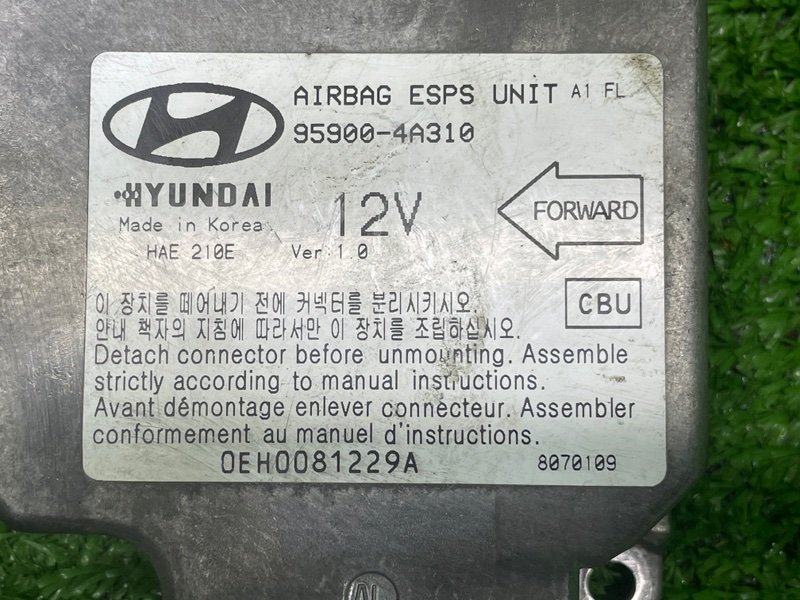 AIRBAG ESPS UNIT A1 FL
95900-4A310
HYUNDAI
12V
FORWARD
Made in Korea
HAE 210E Ver 1.0
CBU
이 장치를 떼어내기 전에 커넥터를 분리시키시오.
안내 책자의 지침에 따라서만 이 장치를 조립하십시오.
Detach connector before unmounting. Assemble
strictly according to manual instructions.
Avant démontage enlever connecteur. Assembler
conformement au manuel d'instructions.
0EH0081229A 8070109